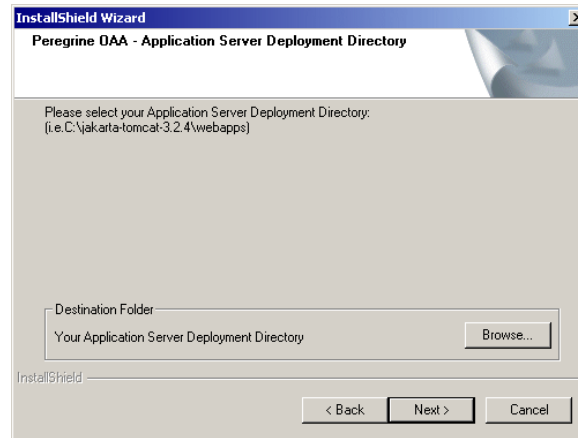 InstallShield Wizard
Peregrine OAA - Application Server Deployment Directory
Please select your Application Server Deployment Directory:
(i.e.C:\jakarta-tomcat-3.2.4\webapps)
Destination Folder
Your Application Server Deployment Directory
Browse...
InstallShield
< Back
Next >
Cancel